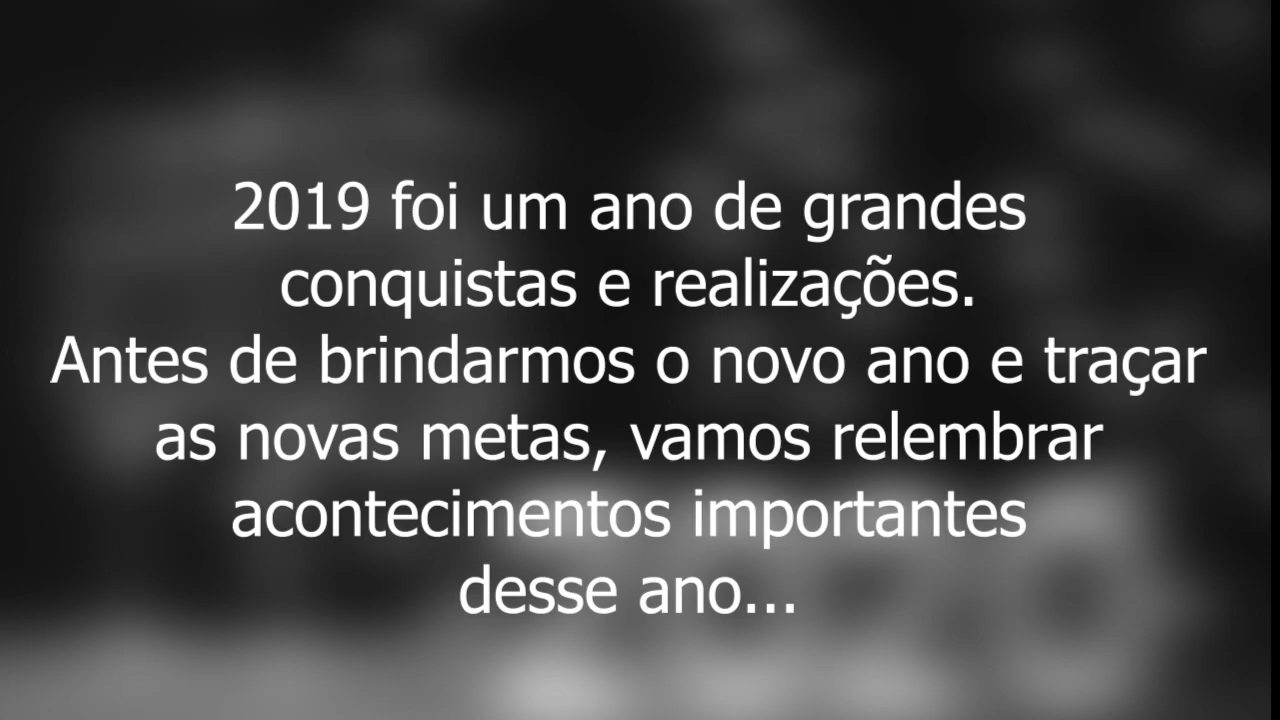 2019 foi um ano de grandes
conquistas e realizações.
Antes de brindarmos o novo ano e traçar
as novas metas, vamos relembrar
acontecimentos importantes
desse ano...